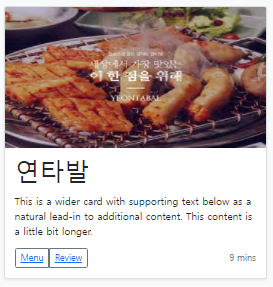 세상에서 가장 맛있는
이 한 점을 위해
YEONTABAL
연타발
This is a wider card with supporting text below as a
natural lead-in to additional content. This content is
a little bit longer.
Menu Review 9 mins